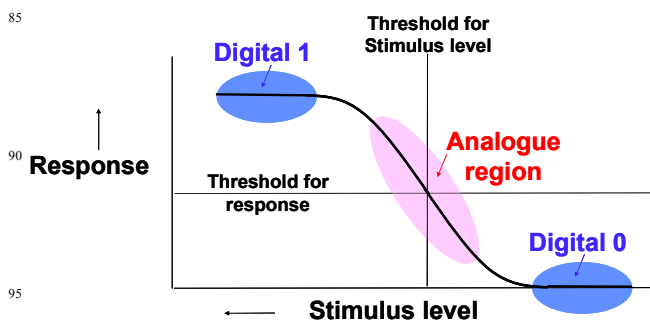 85
Threshold for
Stimulus level
Digital 1
Analogue
region
90
Response
Threshold for
response
Digital 0
95
Stimulus level